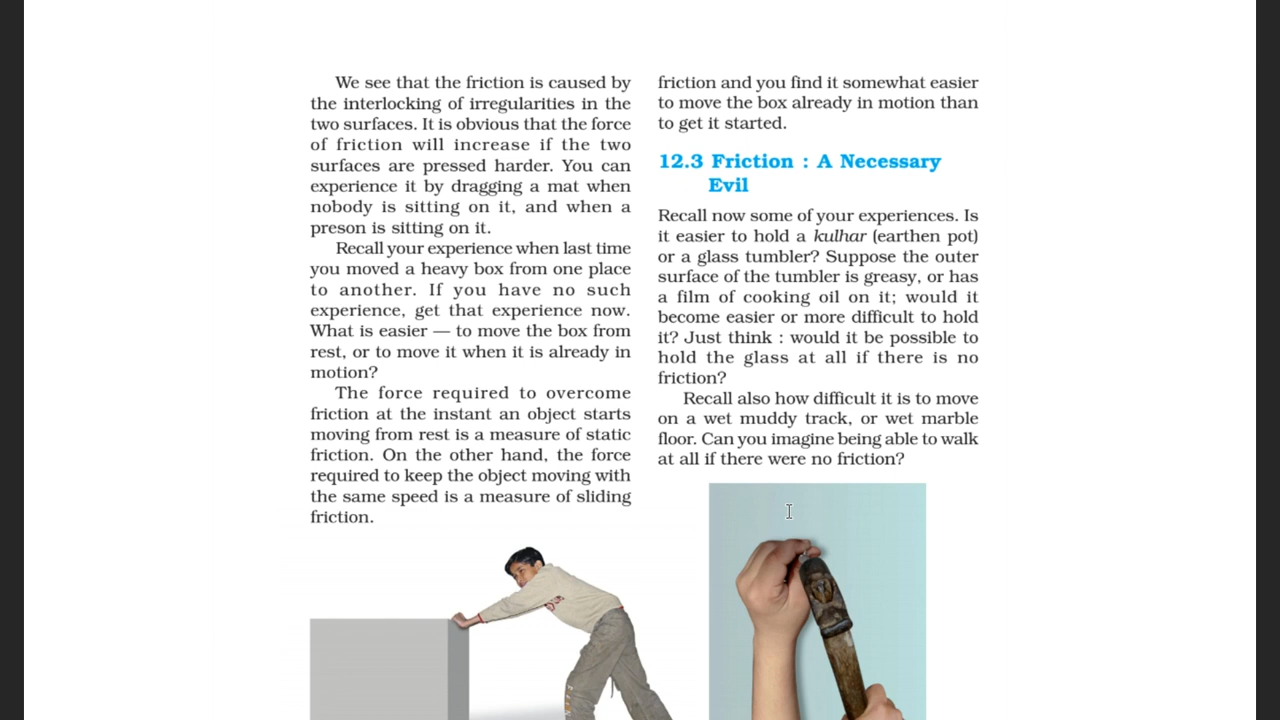 We see that the friction is caused by
the interlocking of irregularities in the
two surfaces. It is obvious that the force
of friction will increase if the two
surfaces are pressed harder. You can
experience it by dragging a mat when
nobody is sitting on it, and when a
preson is sitting on it.
Recall your experience when last time
you moved a heavy box from one place
to another. If you have no such
experience, get that experience now.
What is easier — to move the box from
rest, or to move it when it is already in
motion?
The force required to overcome
friction at the instant an object starts
moving from rest is a measure of static
friction. On the other hand, the force
required to keep the object moving with
the same speed is a measure of sliding
friction.
friction and you find it somewhat easier
to move the box already in motion than
to get it started.
12.3 Friction : A Necessary
Evil
Recall now some of your experiences. Is
it easier to hold a kulhar (earthen pot)
or a glass tumbler? Suppose the outer
surface of the tumbler is greasy, or has
a film of cooking oil on it; would it
become easier or more difficult to hold
it? Just think : would it be possible to
hold the glass at all if there is no
friction?
Recall also how difficult it is to move
on a wet muddy track, or wet marble
floor. Can you imagine being able to walk
at all if there were no friction?